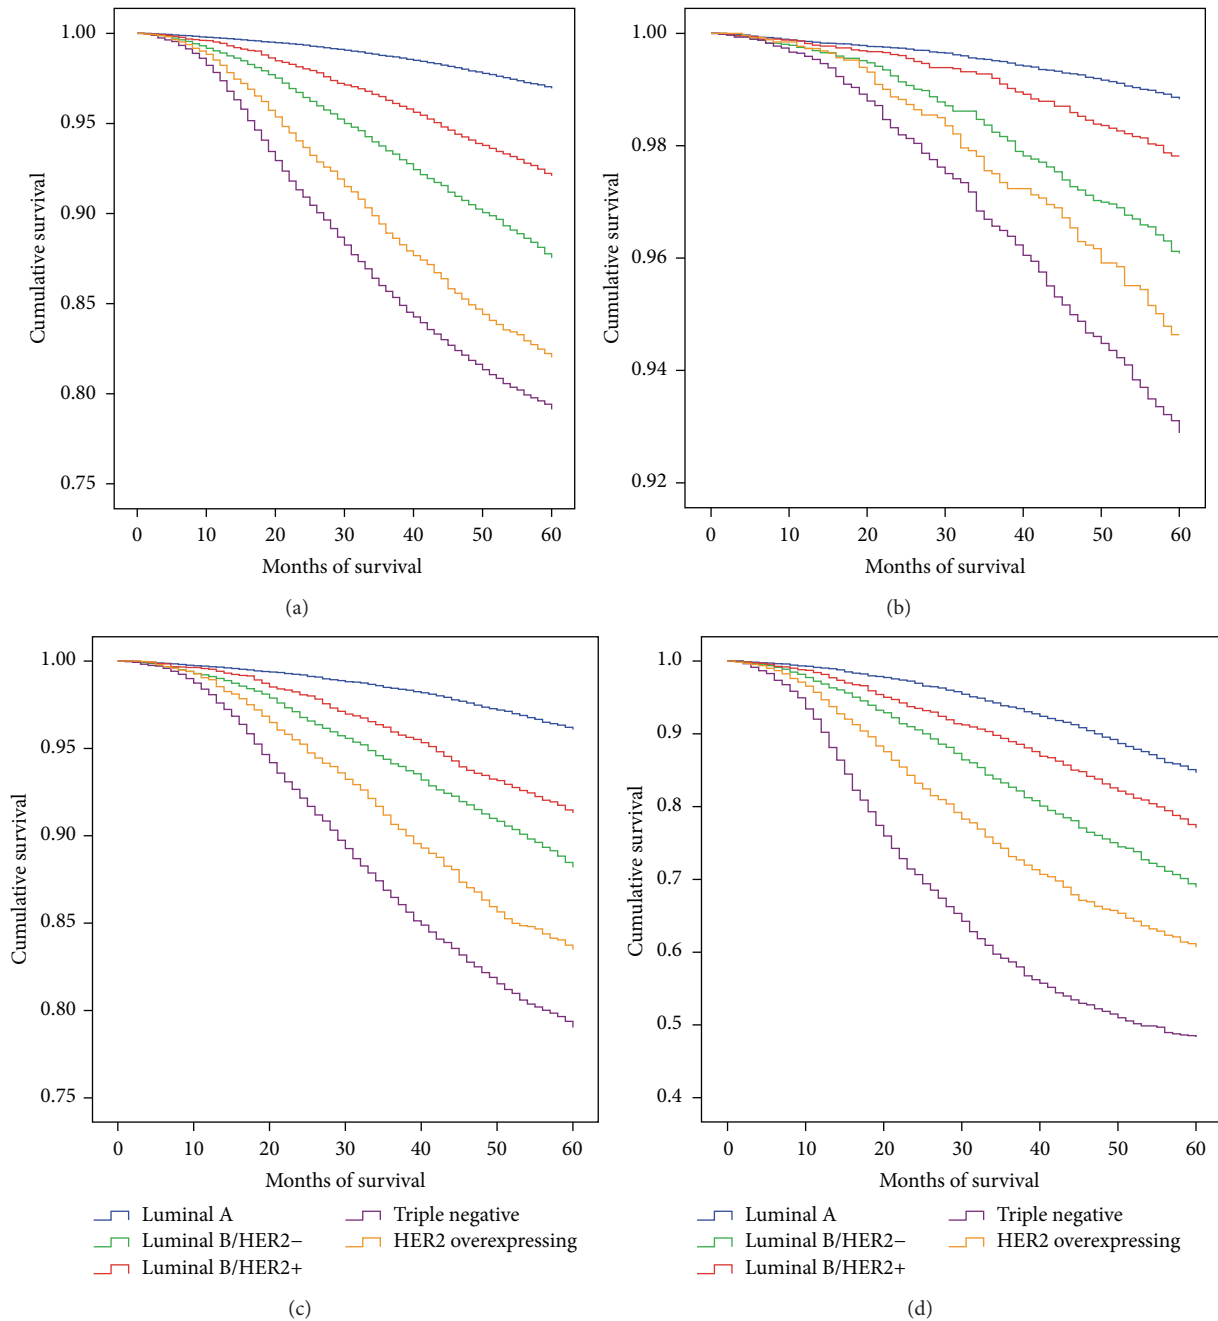 1.00
0.95
0.90
0.85
0.80
0.75
Cumulative survival
0 10 20 30 40 50 60
Months of survival
(a)
1.00
0.98
0.96
0.94
0.92
Cumulative survival
0 10 20 30 40 50 60
Months of survival
(b)
1.00
0.95
0.90
0.85
0.80
0.75
Cumulative survival
0 10 20 30 40 50 60
Months of survival
Luminal A
Luminal B/HER2−
Luminal B/HER2+
Triple negative
HER2 overexpressing
(c)
1.0
0.9
0.8
0.7
0.6
0.5
0.4
Cumulative survival
0 10 20 30 40 50 60
Months of survival
Luminal A
Luminal B/HER2−
Luminal B/HER2+
Triple negative
HER2 overexpressing
(d)